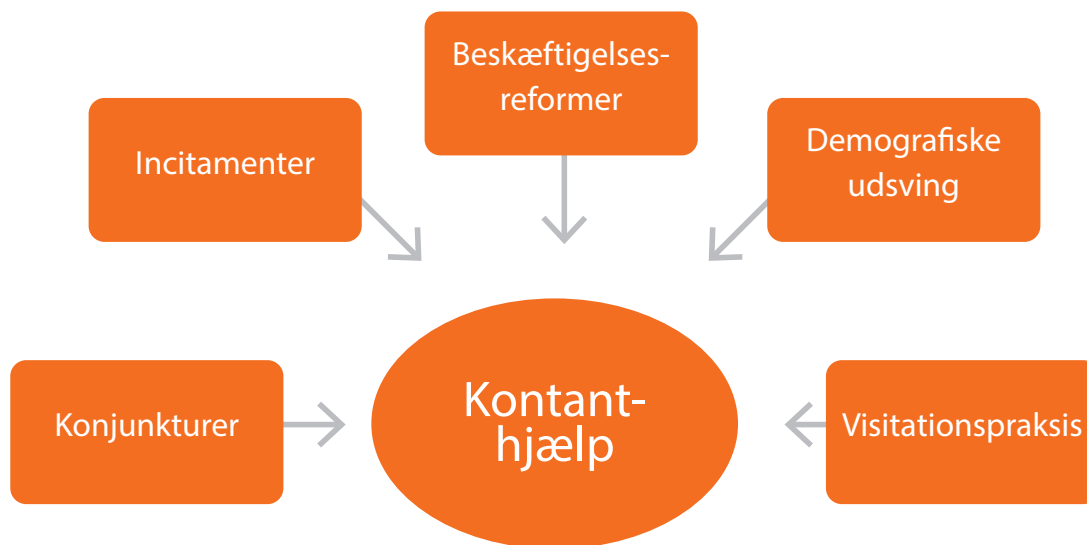 Beskæftigelses-
reformer
Incitamenter
Demografiske
udsving
Konjunkturer
Kontant-
hjælp
Visitationspraksis